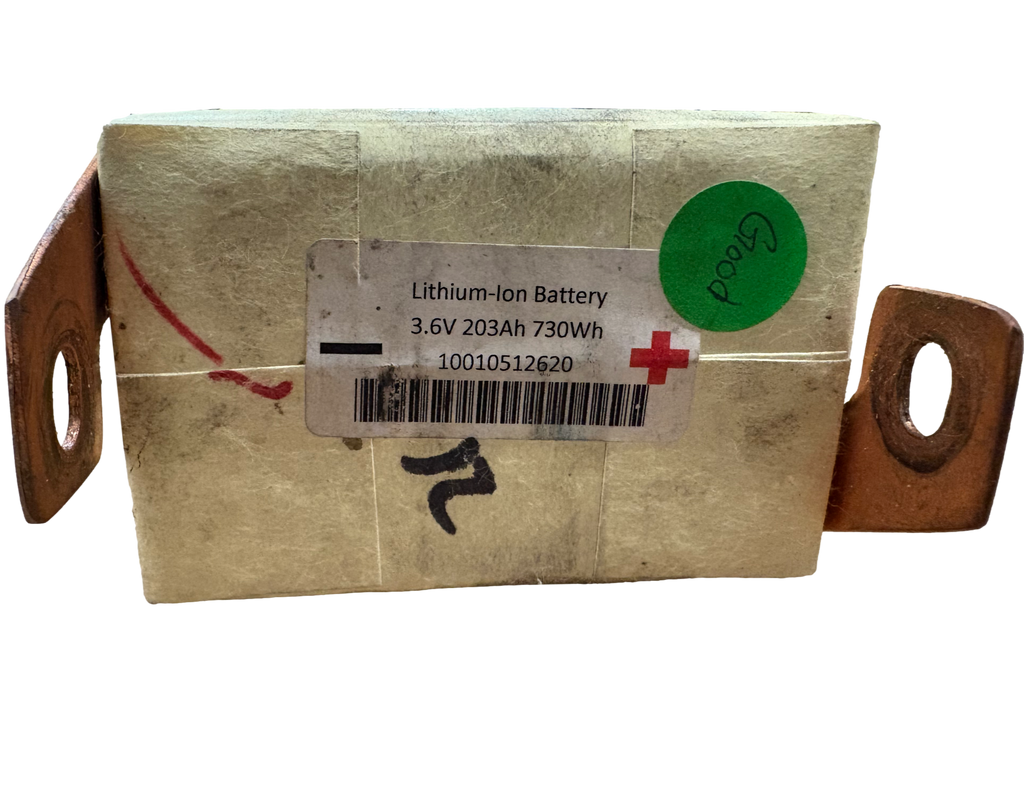 Good
Lithium-Ion Battery
3.6V 203Ah 730Wh
10010512620